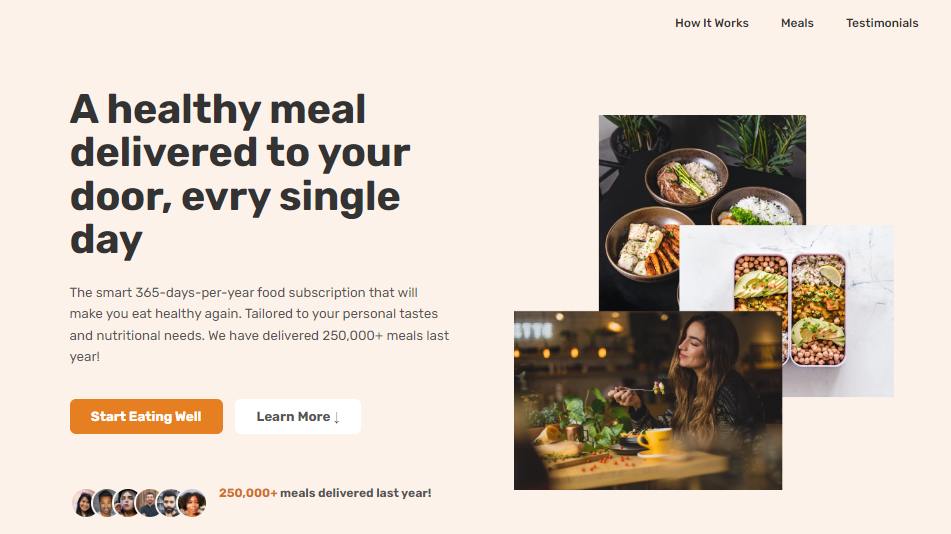 How It Works Meals Testimonials
A healthy meal
delivered to your
door, evry single
day
The smart 365-days-per-year food subscription that will
make you eat healthy again. Tailored to your personal tastes
and nutritional needs. We have delivered 250,000+ meals last
year!
Start Eating Well Learn More ↓
250,000+ meals delivered last year!